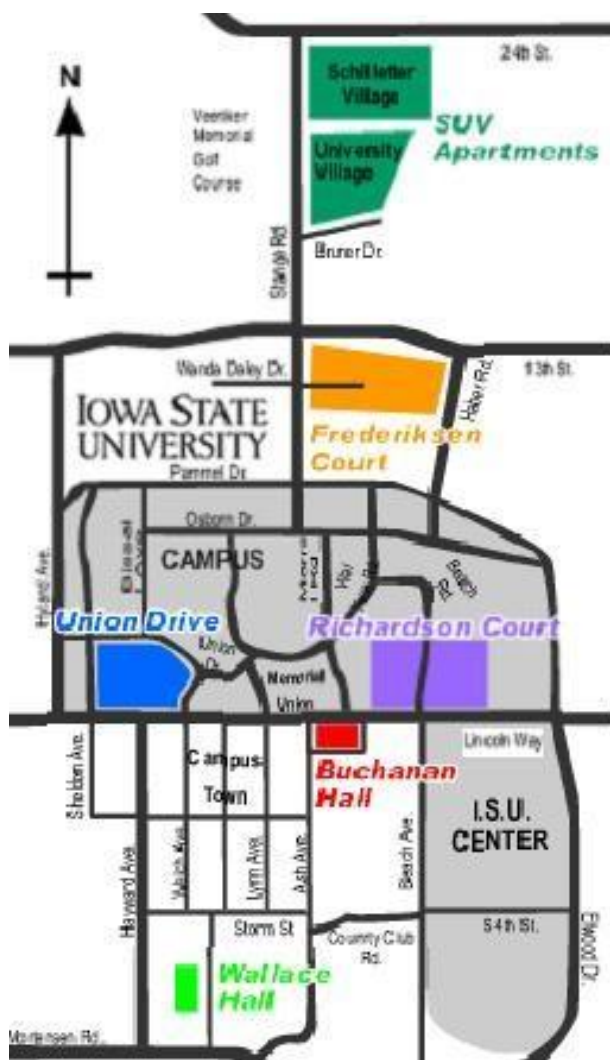 24th St.
Schilletter
Village
N
SUV
Apartments
Veenker
Memorial
Golf
Course
University
Village
Stange Rd.
Bruner Dr.
Wanda Daley Dr.
13th St.
Haber Rd.
IOWA STATE
UNIVERSITY
Frederiksen
Court
Pammel Dr.
Osborn Dr.
CAMPUS
Hyland Ave.
Beach
Rd.
Union Drive
Richardson Court
Union
Dr.
Memorial
Union
Lincoln Way
Sheldon Ave.
Campus
Town
Buchanan
Hall
I.S.U.
CENTER
Hayward Ave.
Welch Ave.
Lynn Ave.
Ash Ave.
Beach Ave.
Storm St
Country Club
Rd.
S 4th St.
Elwood Dr.
Wallace
Hall
Mortensen Rd.